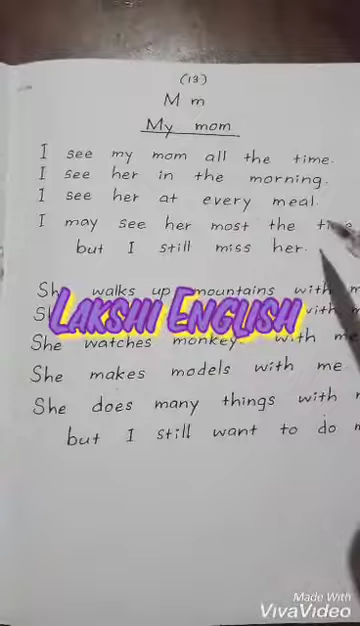 (13)
M m
My mom
I see my mom all the time.
I see her in the morning.
I see her at every meal.
I may see her most the
but I still miss her.
She walks up mountains with
LAKSHI ENGLISH
She watches monkey with me
She makes models with me
She does many things with
but I still want to do
Made With
VivaVideo